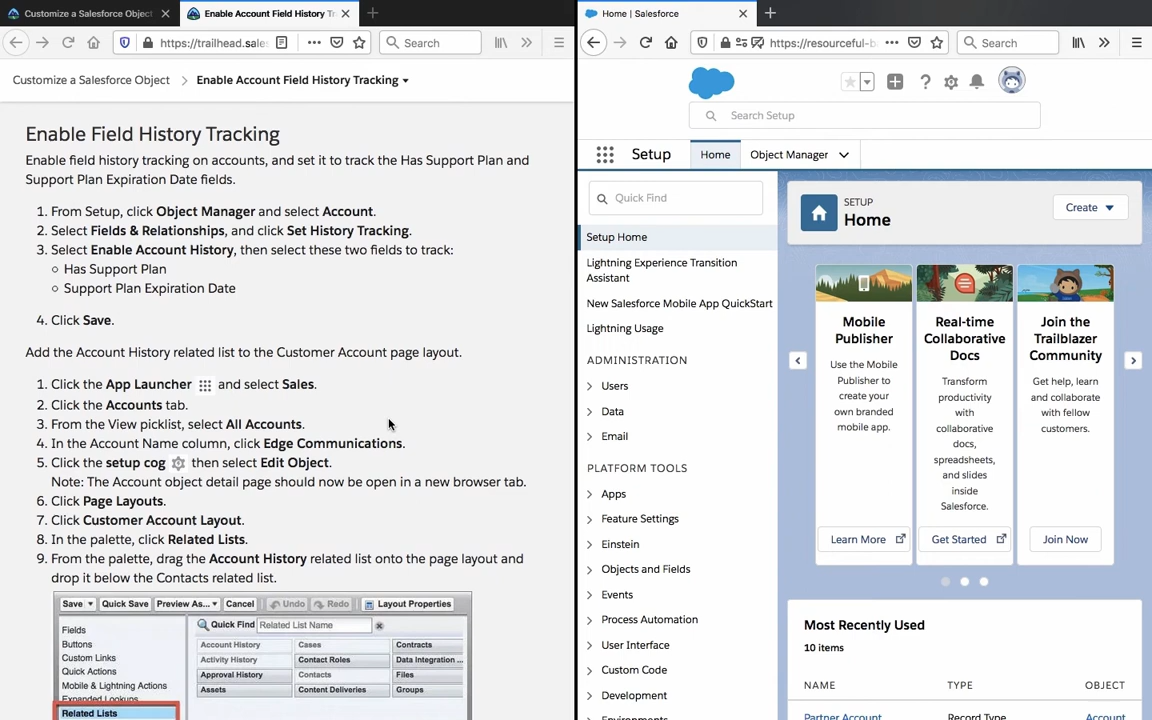 Customize a Salesforce Object
Enable Account Field History Tr
https://trailhead.sale
Search
Customize a Salesforce Object
Enable Account Field History Tracking
Enable Field History Tracking
Enable field history tracking on accounts, and set it to track the Has Support Plan and
Support Plan Expiration Date fields.
1. From Setup, click Object Manager and select Account.
2. Select Fields & Relationships, and click Set History Tracking.
3. Select Enable Account History, then select these two fields to track:
Has Support Plan
Support Plan Expiration Date
4. Click Save.
Add the Account History related list to the Customer Account page layout.
1. Click the App Launcher and select Sales.
2. Click the Accounts tab.
3. From the View picklist, select All Accounts.
4. In the Account Name column, click Edge Communications.
5. Click the setup cog then select Edit Object.
Note: The Account object detail page should now be open in a new browser tab.
6. Click Page Layouts.
7. Click Customer Account Layout.
8. In the palette, click Related Lists.
9. From the palette, drag the Account History related list onto the page layout and
drop it below the Contacts related list.
Save Quick Save Preview As... Cancel Undo Redo Layout Properties
Fields
Buttons
Custom Links
Quick Actions
Mobile & Lightning Actions
Expanded Lookups
Related Lists
Quick Find Related List Name
Account History Cases Contracts
Activity History Contact Roles Data Integration ...
Approval History Contacts Files
Assets Content Deliveries Groups
Home | Salesforce
https://resourceful-b
Search
Search Setup
Setup
Home
Object Manager
Quick Find
Setup Home
Lightning Experience Transition
Assistant
New Salesforce Mobile App QuickStart
Lightning Usage
ADMINISTRATION
Users
Data
Email
PLATFORM TOOLS
Apps
Feature Settings
Einstein
Objects and Fields
Events
Process Automation
User Interface
Custom Code
Development
Environments
SETUP
Home
Create
Mobile
Publisher
Use the Mobile
Publisher to
create your
own branded
mobile app.
Learn More
Real-time
Collaborative
Docs
Transform
productivity
with
collaborative
docs,
spreadsheets,
and slides
inside
Salesforce.
Get Started
Join the
Trailblazer
Community
Get help, learn
and collaborate
with fellow
customers.
Join Now
Most Recently Used
10 items
NAME TYPE OBJECT
Partner Account Record Type Account